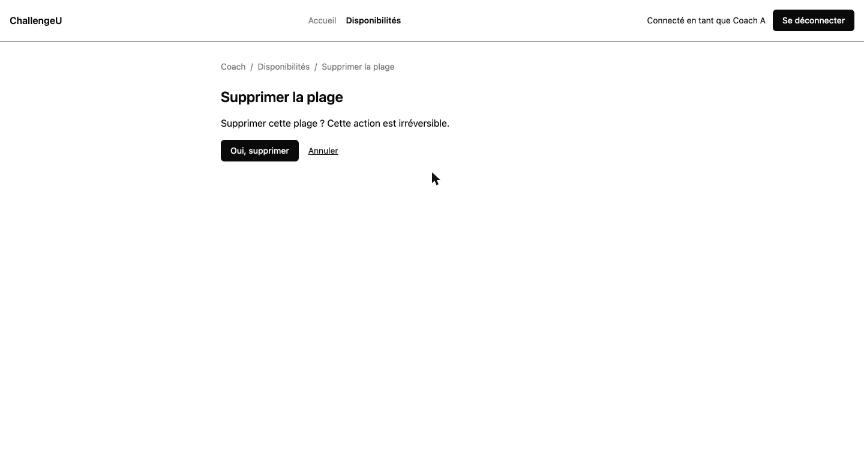 ChallengeU
Accueil Disponibilités
Connecté en tant que Coach A
Se déconnecter
Coach / Disponibilités / Supprimer la plage
Supprimer la plage
Supprimer cette plage ? Cette action est irréversible.
Oui, supprimer
Annuler